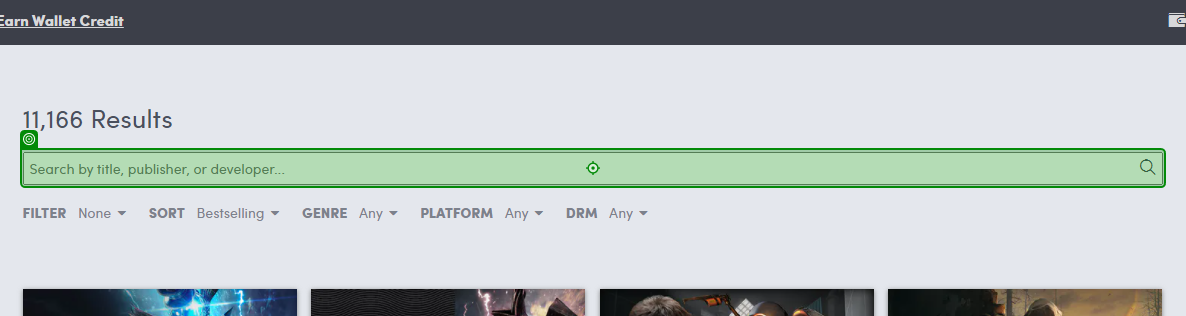 Earn Wallet Credit
11,166 Results
Search by title, publisher, or developer...
FILTER None SORT Bestselling GENRE Any PLATFORM Any DRM Any